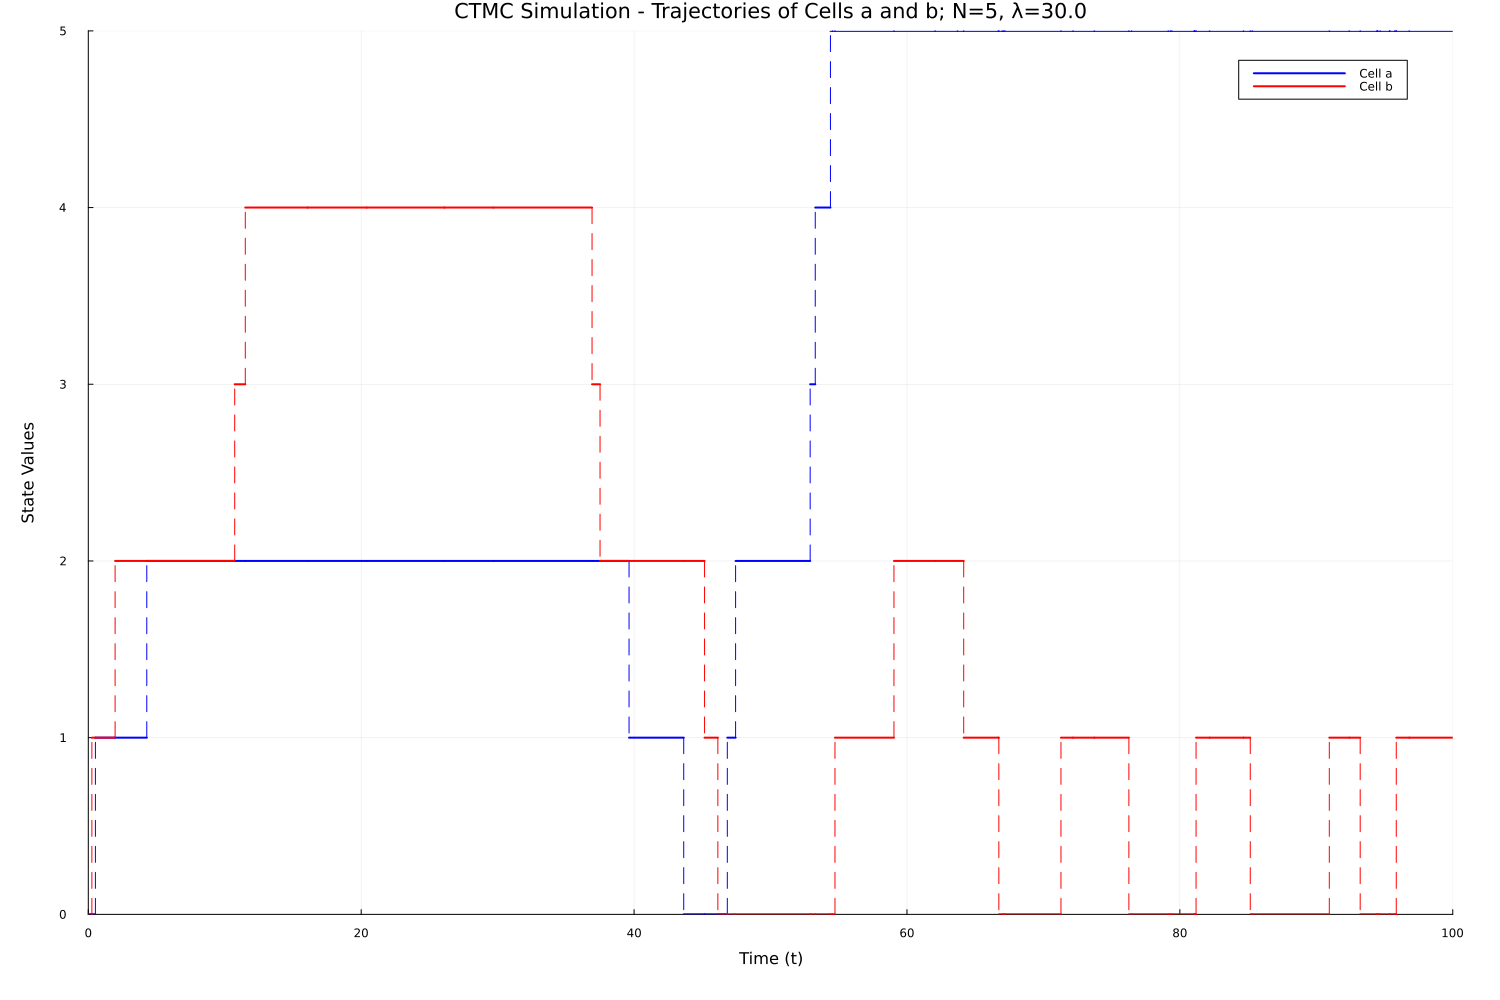 CTMC Simulation - Trajectories of Cells a and b; N=5, λ=30.0
5
4
3
2
1
0
State Values
Cell a
Cell b
0 20 40 60 80 100
Time (t)